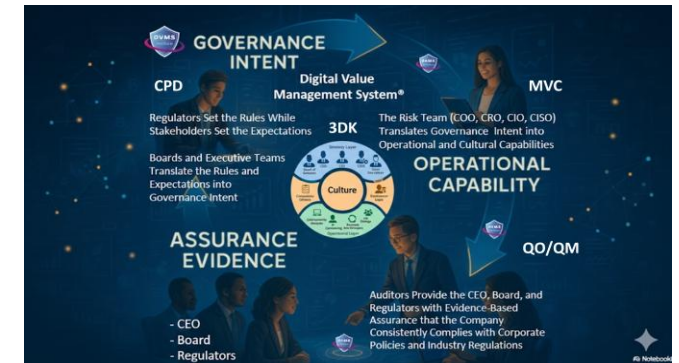 DVMS
GOVERNANCE
INTENT
CPD
Regulators Set the Rules While
Stakeholders Set the Expectations
Boards and Executive Teams
Translate the Rules and
Expectations into
Governance Intent
Digital Value
Management System®
3DK
Culture
MVC
The Risk Team (COO, CRO, CIO, CISO)
Translates Governance Intent into
Operational and Cultural Capabilities
OPERATIONAL
CAPABILITY
QO/QM
Auditors Provide the CEO, Board, and
Regulators with Evidence-Based
Assurance that the Company
Consistently Complies with Corporate
Policies and Industry Regulations
ASSURANCE
EVIDENCE
- CEO
- Board
- Regulators